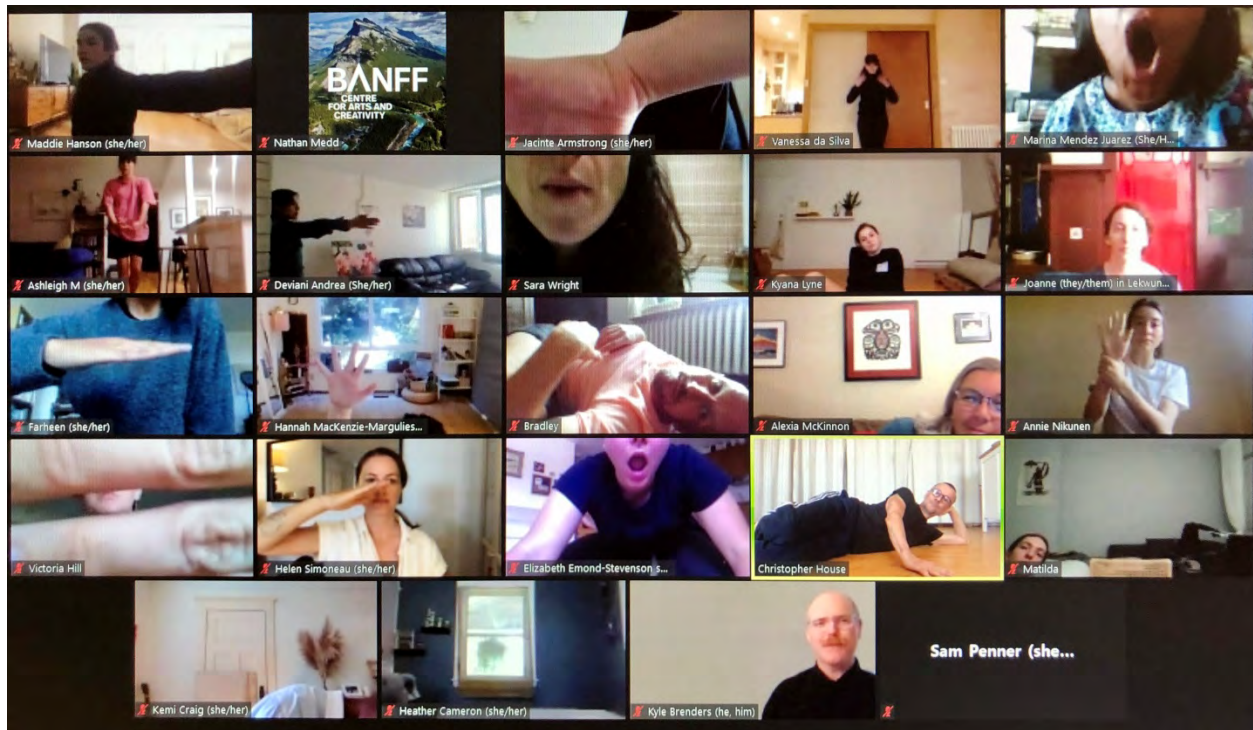 Maddie Hanson (she/her)
BANFF
CENTRE
FOR ARTS AND
CREATIVITY
Nathan Medd
Jacinte Armstrong (she/her)
Vanessa da Silva
Marina Mendez Juarez (She/H...
Ashleigh M (she/her)
Deviani Andrea (She/her)
Sara Wright
Kyana Lyne
Joanne (they/them) in Lekwun...
Farheen (she/her)
Hannah MacKenzie-Margulies...
Bradley
Alexia McKinnon
Annie Nikunen
Victoria Hill
Helen Simoneau (she/her)
Elizabeth Emond-Stevenson s...
Christopher House
Matilda
Kemi Craig (she/her)
Heather Cameron (she/her)
Kyle Brenders (he, him)
Sam Penner (she...